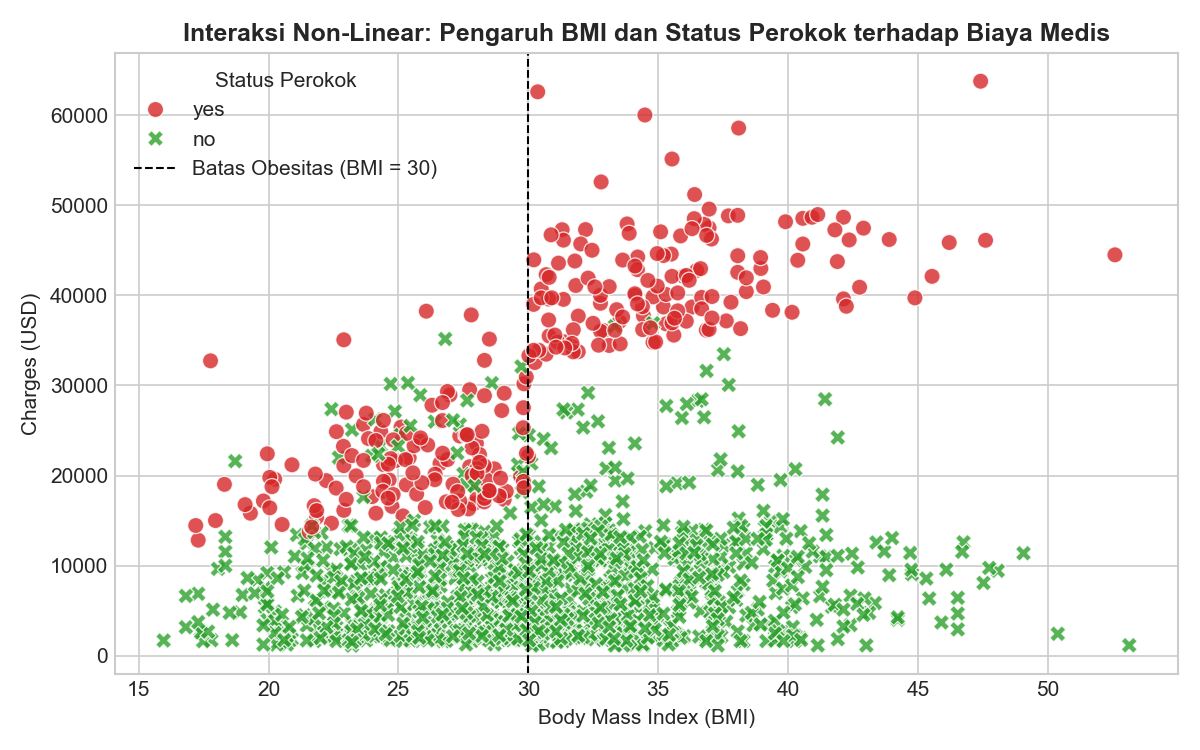 Interaksi Non-Linear: Pengaruh BMI dan Status Perokok terhadap Biaya Medis
Status Perokok
yes
no
Batas Obesitas (BMI = 30)
Charges (USD)
60000
50000
40000
30000
20000
10000
0
15 20 25 30 35 40 45 50
Body Mass Index (BMI)